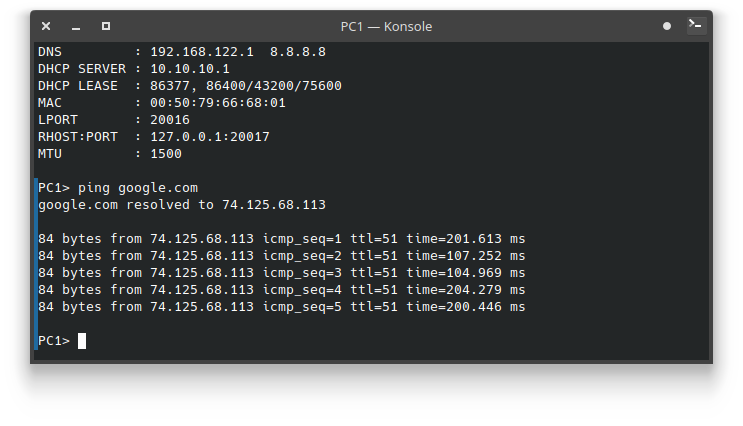 PC1 — Konsole
DNS         : 192.168.122.1  8.8.8.8
DHCP SERVER : 10.10.10.1
DHCP LEASE  : 86377, 86400/43200/75600
MAC         : 00:50:79:66:68:01
LPORT       : 20016
RHOST:PORT  : 127.0.0.1:20017
MTU         : 1500
PC1> ping google.com
google.com resolved to 74.125.68.113
84 bytes from 74.125.68.113 icmp_seq=1 ttl=51 time=201.613 ms
84 bytes from 74.125.68.113 icmp_seq=2 ttl=51 time=107.252 ms
84 bytes from 74.125.68.113 icmp_seq=3 ttl=51 time=104.969 ms
84 bytes from 74.125.68.113 icmp_seq=4 ttl=51 time=204.279 ms
84 bytes from 74.125.68.113 icmp_seq=5 ttl=51 time=200.446 ms
PC1>